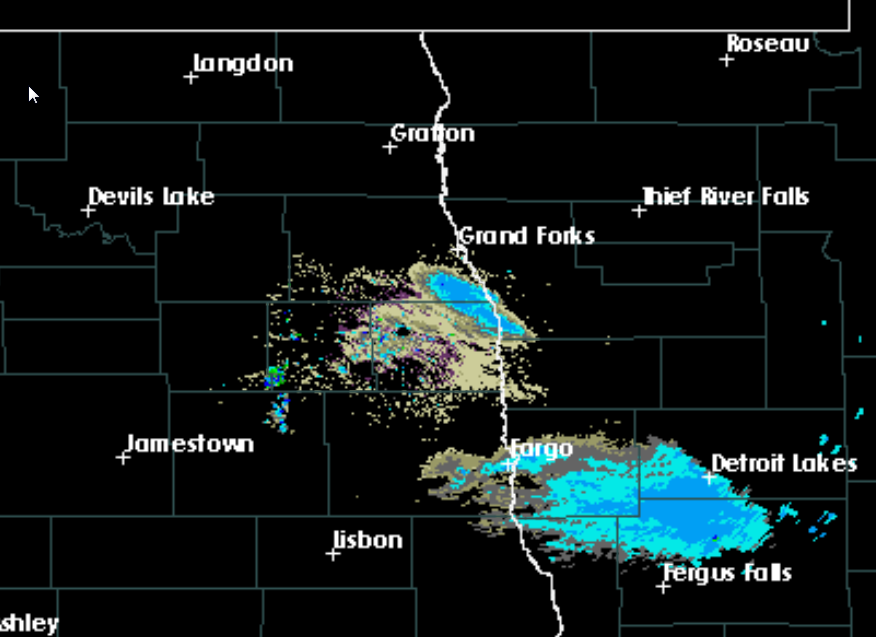 Roseau
Langdon
Grafton
Devils Lake
Thief River Falls
Grand Forks
Jamestown
Fargo
Detroit Lakes
Lisbon
Fergus Falls
shley